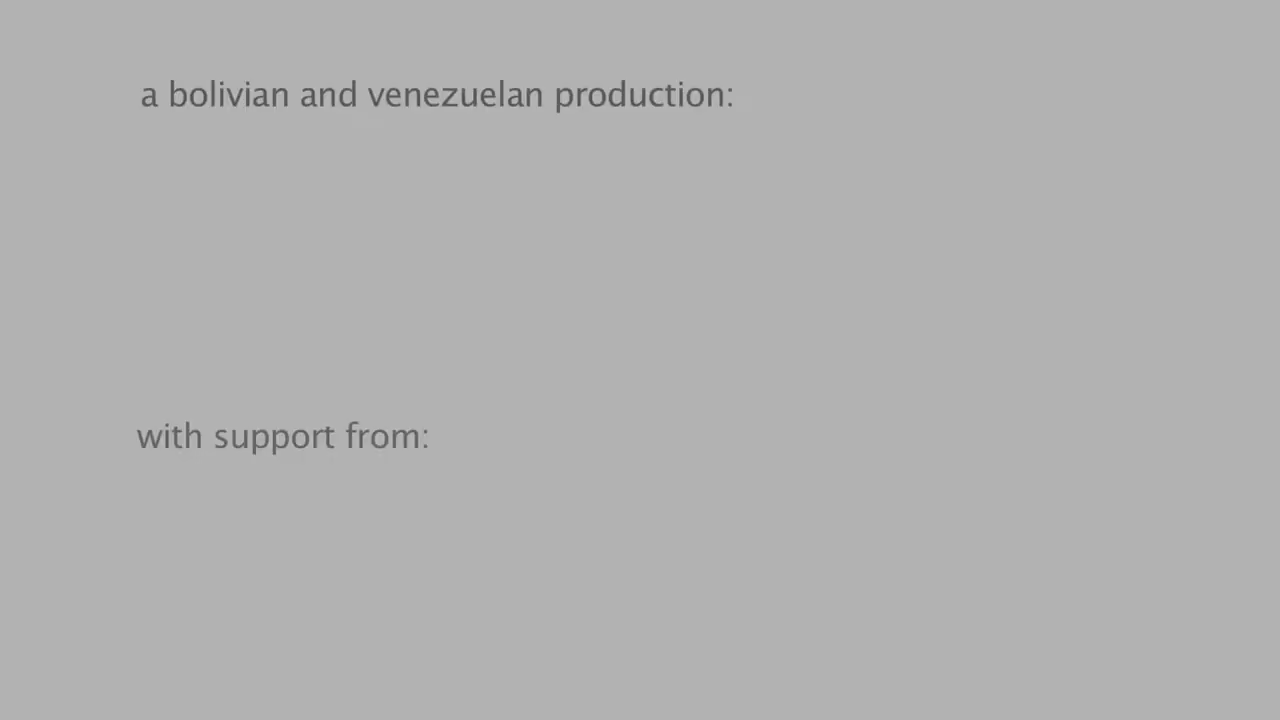 a bolivian and venezuelan production:
with support from: